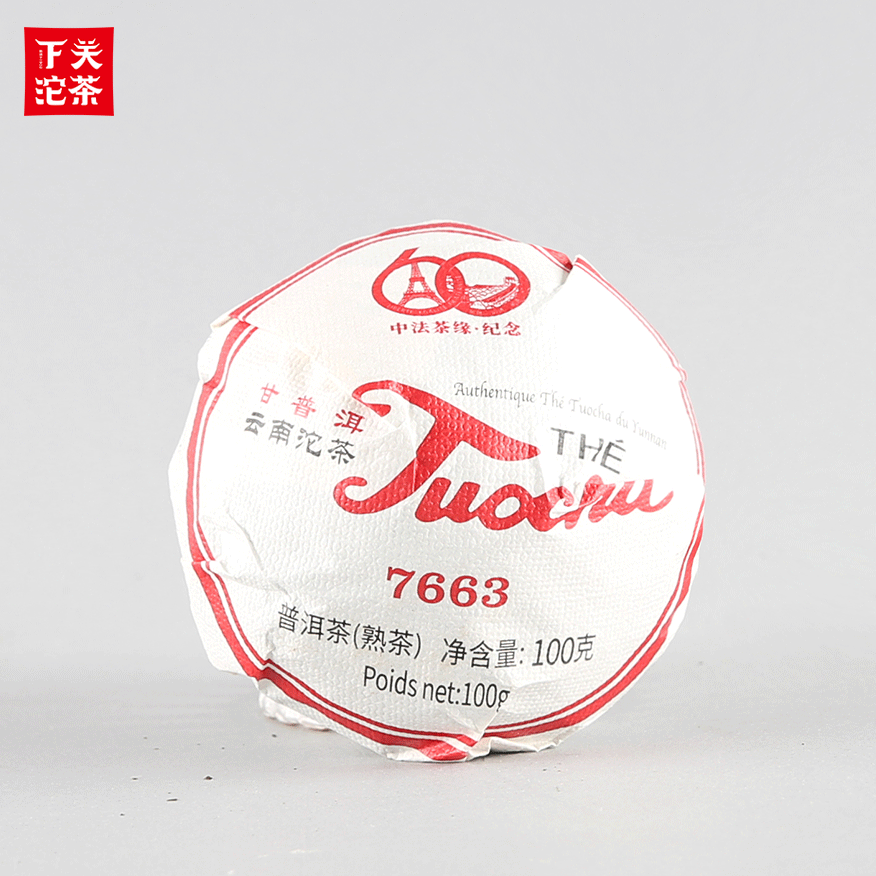 下关
沱茶
60
中法茶缘·纪念
Authentique Thé Tuocha du Yunnan
甘普洱
云南沱茶
THÉ
Tuocha
7663
普洱茶(熟茶) 净含量: 100克
Poids net:100g